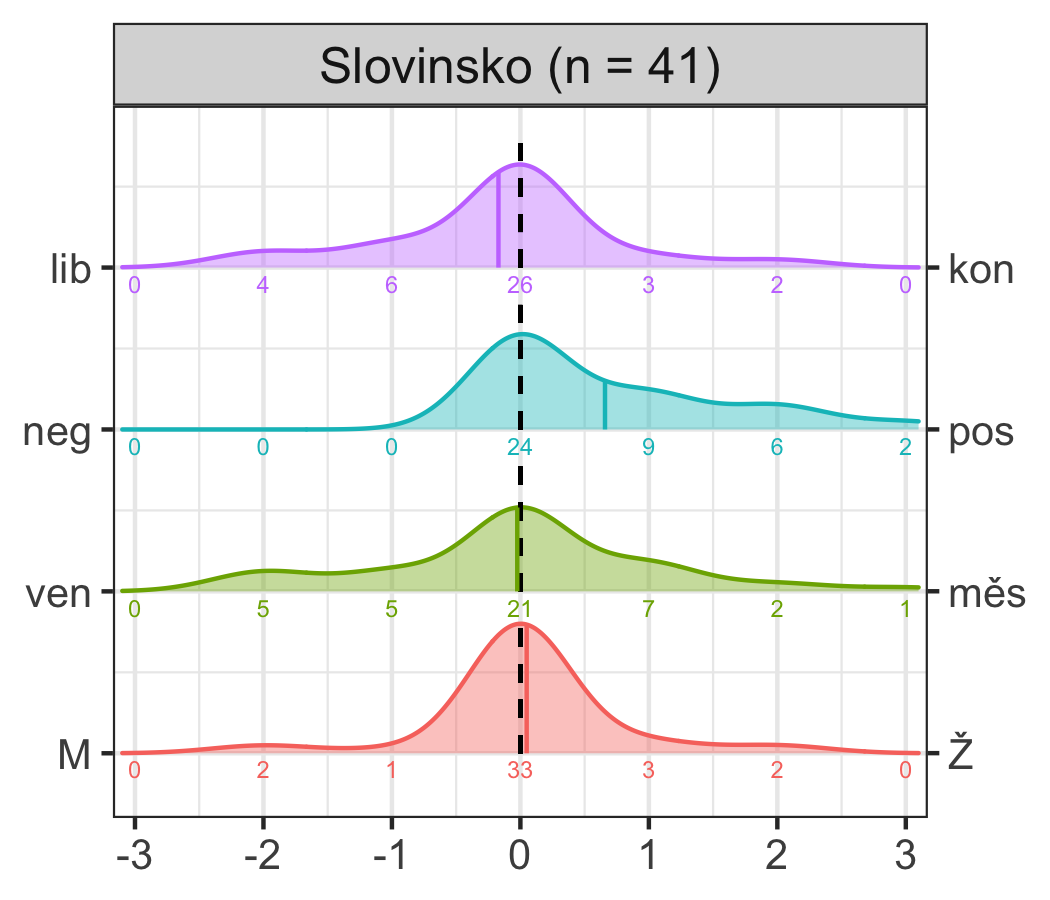 Slovinsko (n = 41)
lib kon
0 4 6 26 3 2 0
neg pos
0 0 0 24 9 6 2
ven měs
0 5 5 21 7 2 1
M Ž
0 2 1 33 3 2 0
-3 -2 -1 0 1 2 3